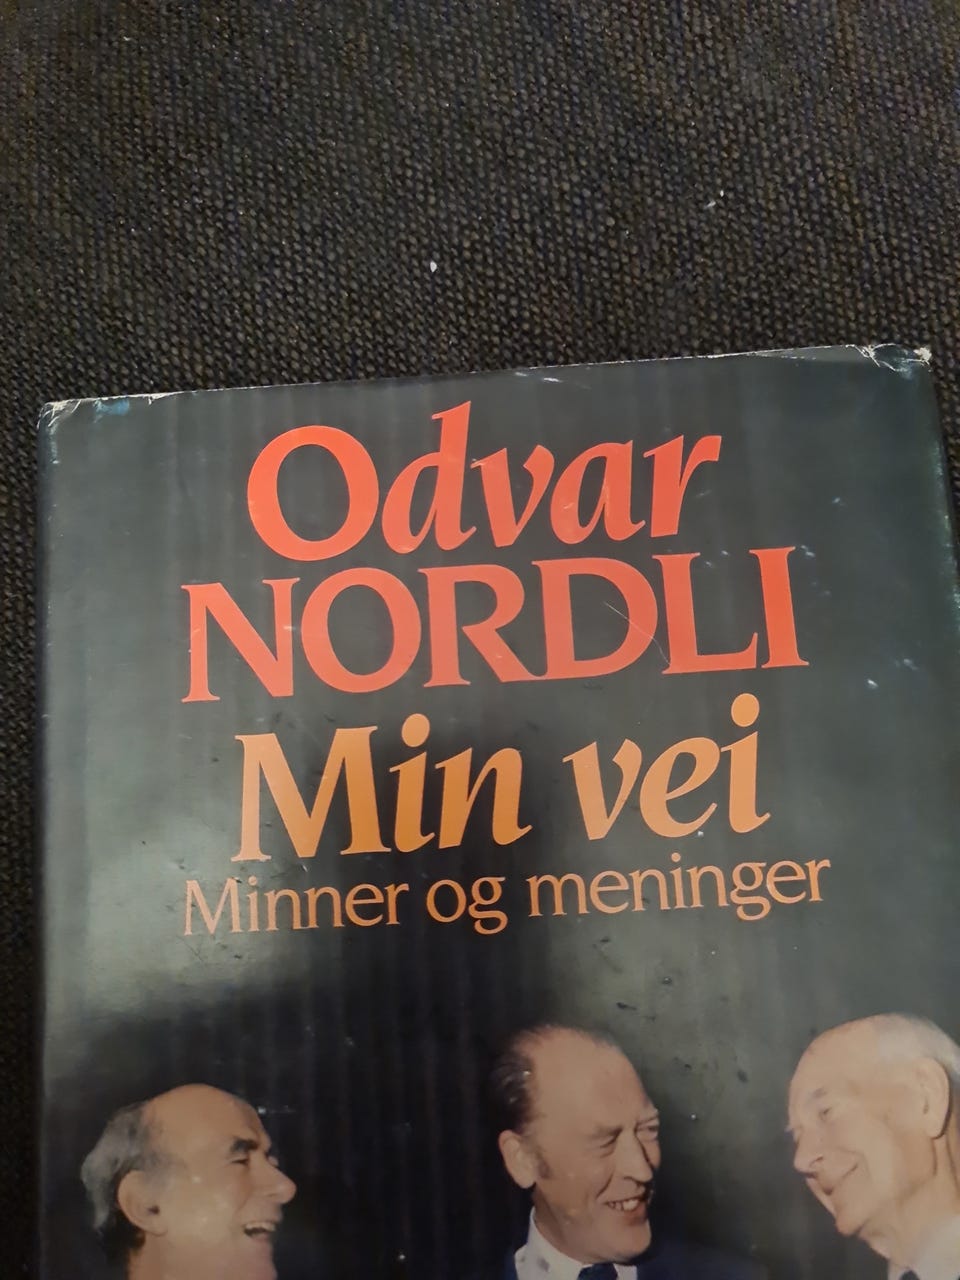 Odvar
NORDLI
Min vei
Minner og meninger